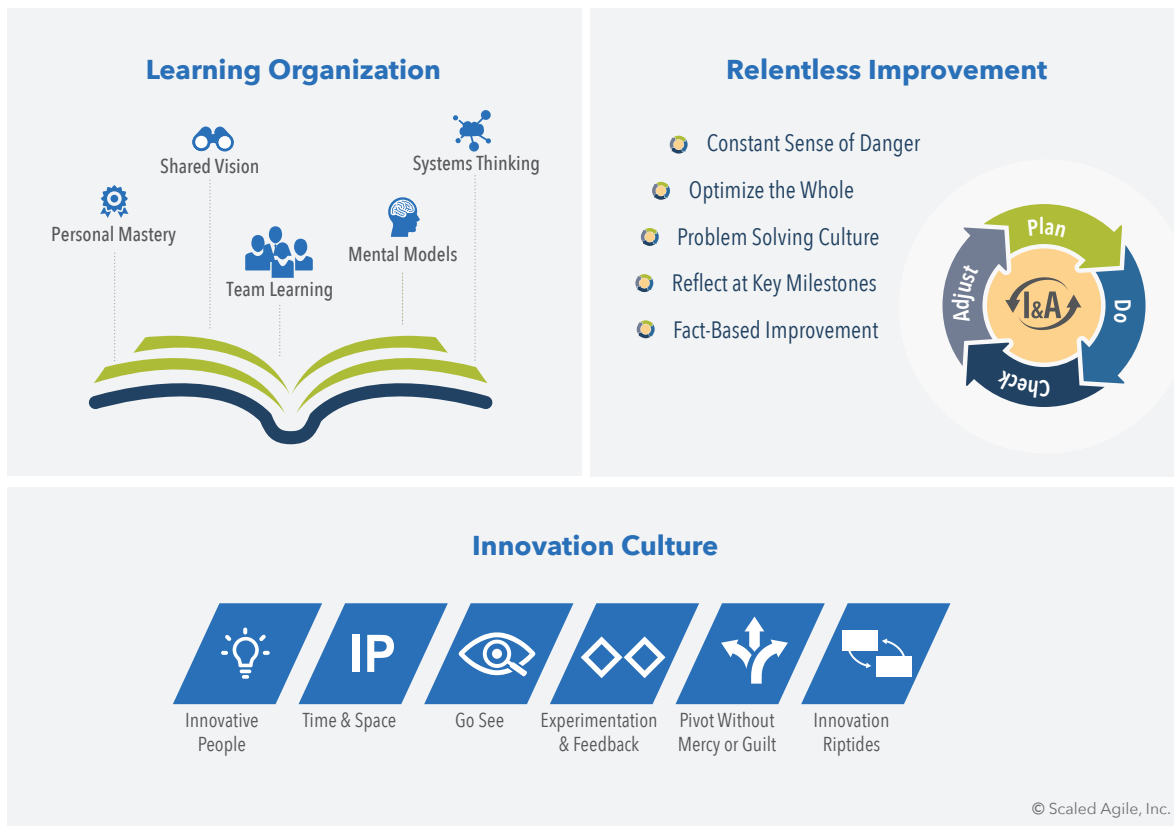 Learning Organization
Shared Vision
Systems Thinking
Personal Mastery
Mental Models
Team Learning
Relentless Improvement
Constant Sense of Danger
Optimize the Whole
Problem Solving Culture
Reflect at Key Milestones
Fact-Based Improvement
Plan
Do
Check
Adjust
I&A
Innovation Culture
IP
Innovative
People
Time & Space
Go See
Experimentation
& Feedback
Pivot Without
Mercy or Guilt
Innovation
Riptides
© Scaled Agile, Inc.